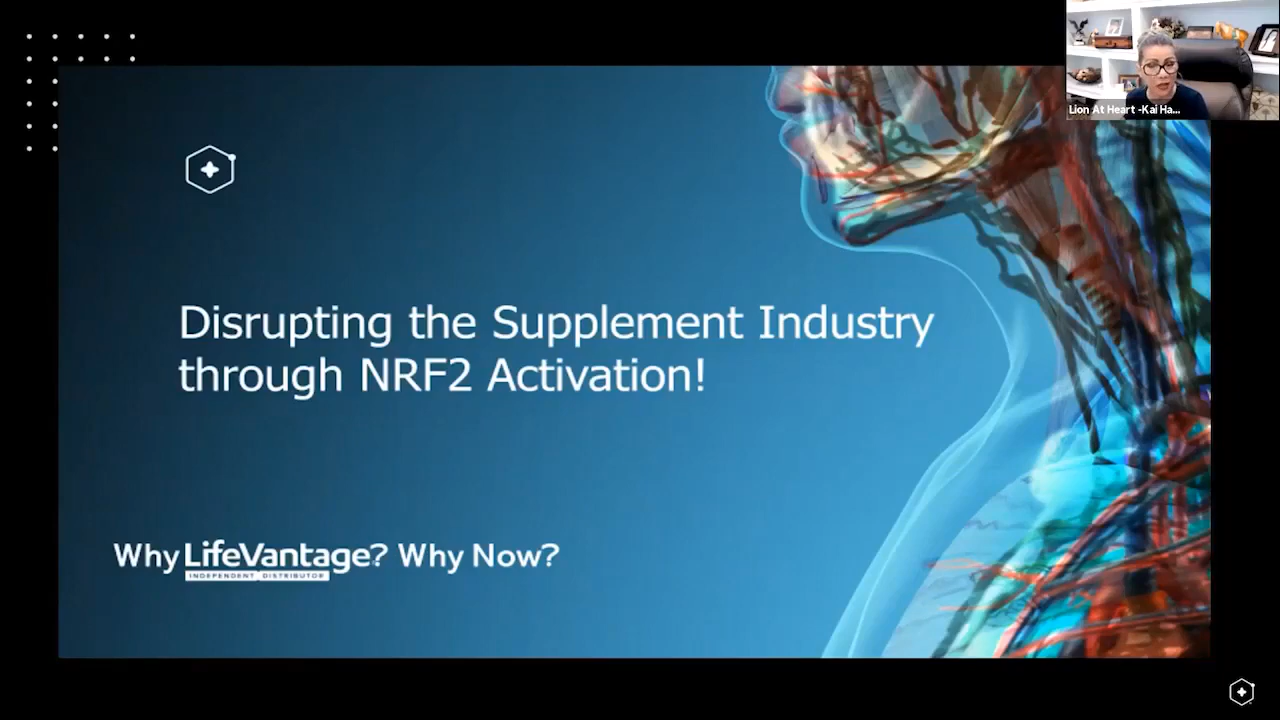 Lion At Heart -Kai Ha...
Disrupting the Supplement Industry
through NRF2 Activation!
Why LifeVantage? Why Now?
INDEPENDENT DISTRIBUTOR